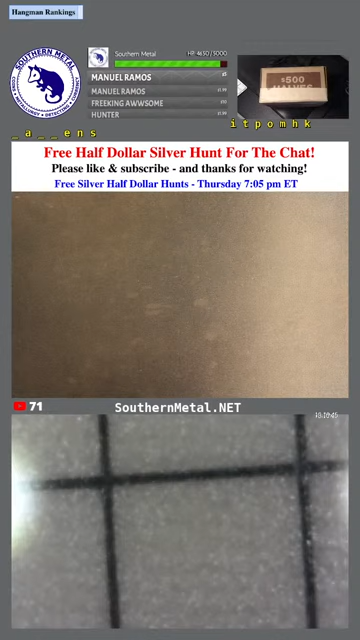 Hangman Rankings
SOUTHERN METAL
Southern Metal
HP: 4650/5000
MANUEL RAMOS
MANUEL RAMOS
FREEKING AWWSOME
HUNTER
$500
HALVES
_ a _ _ e n s
i t p o m h k
Free Half Dollar Silver Hunt For The Chat!
Please like & subscribe - and thanks for watching!
Free Silver Half Dollar Hunts - Thursday 7:05 pm ET
71
SouthernMetal.NET